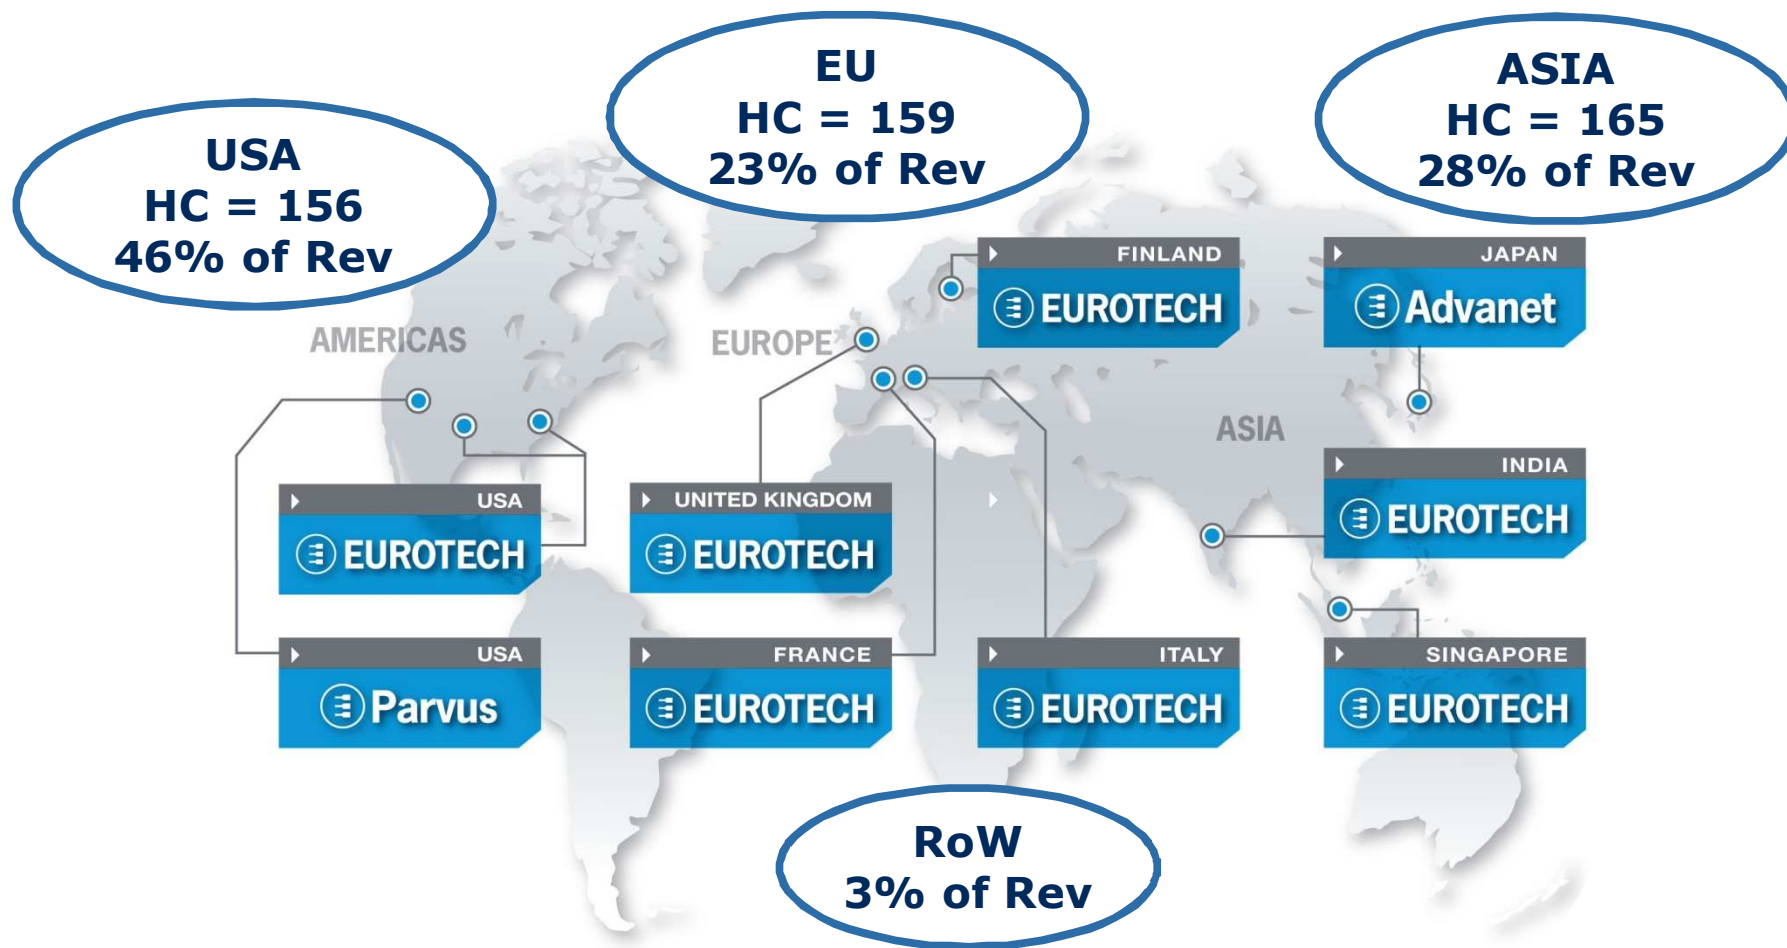 EU
HC = 159
23% of Rev
ASIA
HC = 165
28% of Rev
USA
HC = 156
46% of Rev
FINLAND
EUROTECH
JAPAN
Advanet
AMERICAS
EUROPE
ASIA
INDIA
EUROTECH
USA
EUROTECH
UNITED KINGDOM
EUROTECH
USA
Parvus
FRANCE
EUROTECH
ITALY
EUROTECH
SINGAPORE
EUROTECH
RoW
3% of Rev